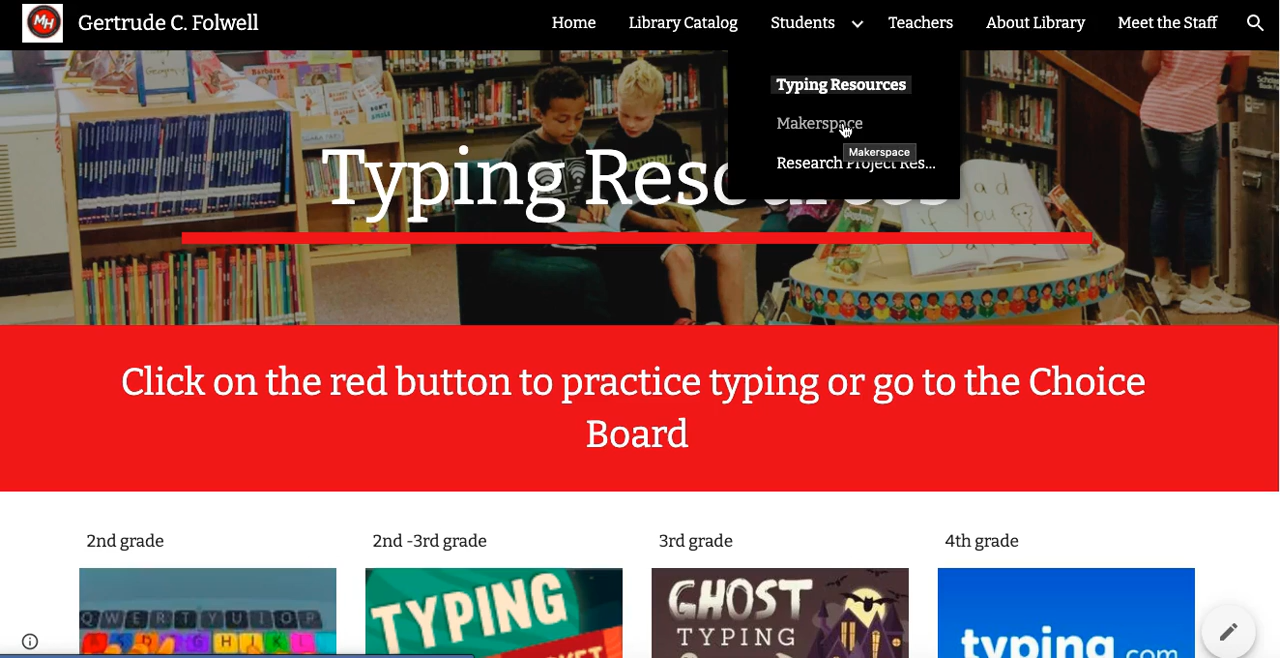 MH
Gertrude C. Folwell
Home
Library Catalog
Students
Teachers
About Library
Meet the Staff
Typing Resources
Makerspace
Makerspace
Research Project Res...
Typing Resources
Click on the red button to practice typing or go to the Choice
Board
2nd grade
2nd -3rd grade
3rd grade
4th grade
QWERTYUIOP
TYPING
GHOST
TYPING
typing.com